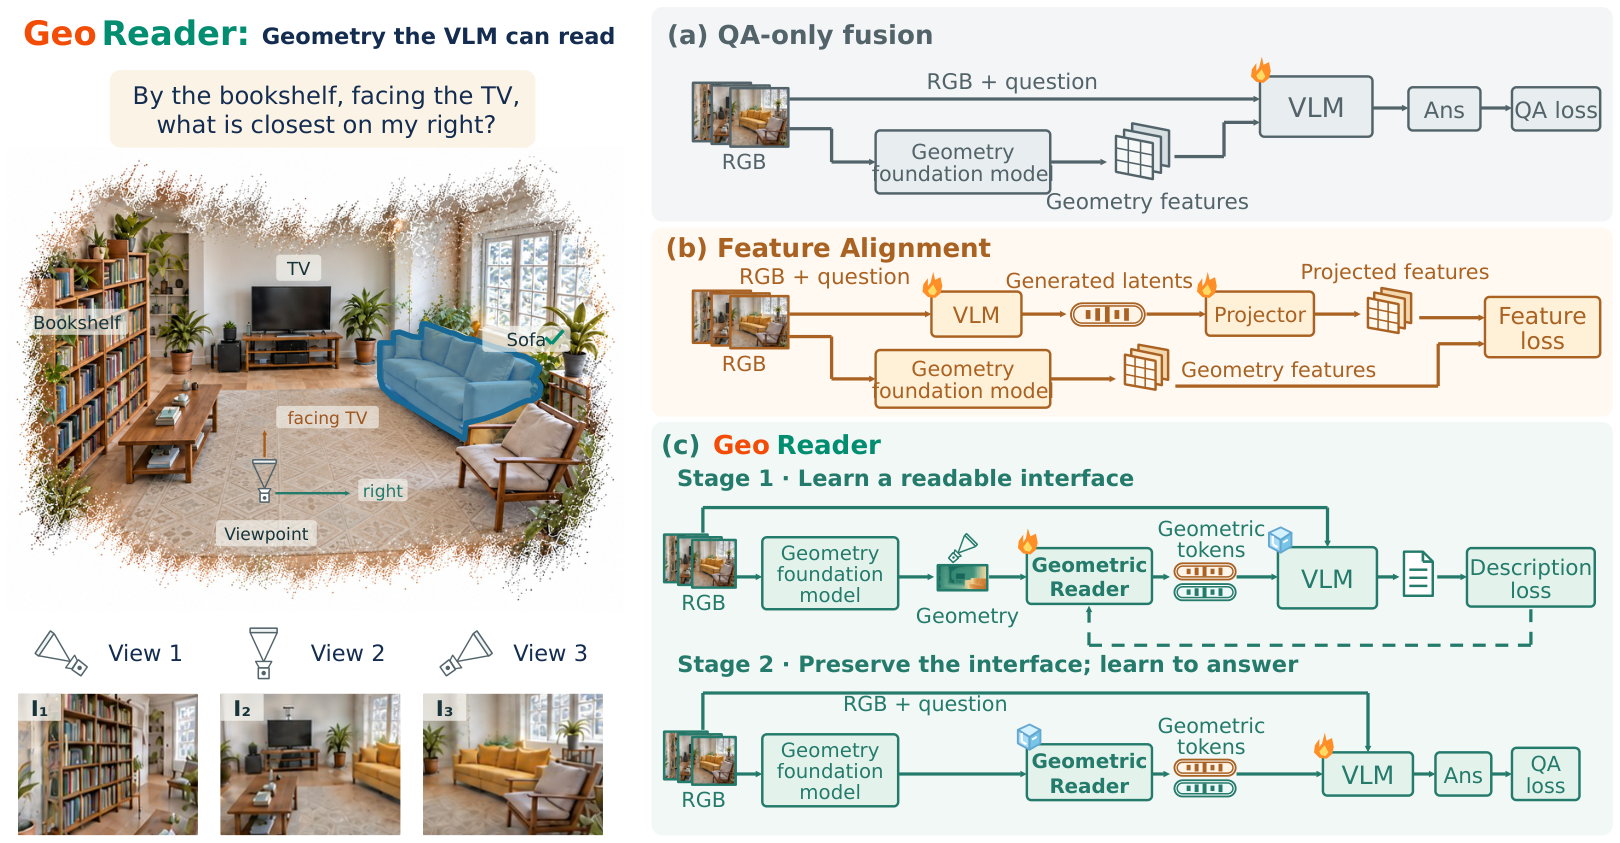 Geo Reader: Geometry the VLM can read
By the bookshelf, facing the TV,
what is closest on my right?
TV
Bookshelf
Sofa
facing TV
right
Viewpoint
View 1
View 2
View 3
I₁
I₂
I₃
(a) QA-only fusion
RGB + question
RGB
Geometry
foundation model
Geometry features
VLM
Ans
QA loss
(b) Feature Alignment
RGB + question
RGB
VLM
Generated latents
Projector
Projected features
Geometry
foundation model
Geometry features
Feature
loss
(c) Geo Reader
Stage 1 · Learn a readable interface
RGB
Geometry
foundation
model
Geometry
Geometric
Reader
Geometric
tokens
VLM
Description
loss
Stage 2 · Preserve the interface; learn to answer
RGB + question
RGB
Geometry
foundation
model
Geometric
Reader
Geometric
tokens
VLM
Ans
QA
loss